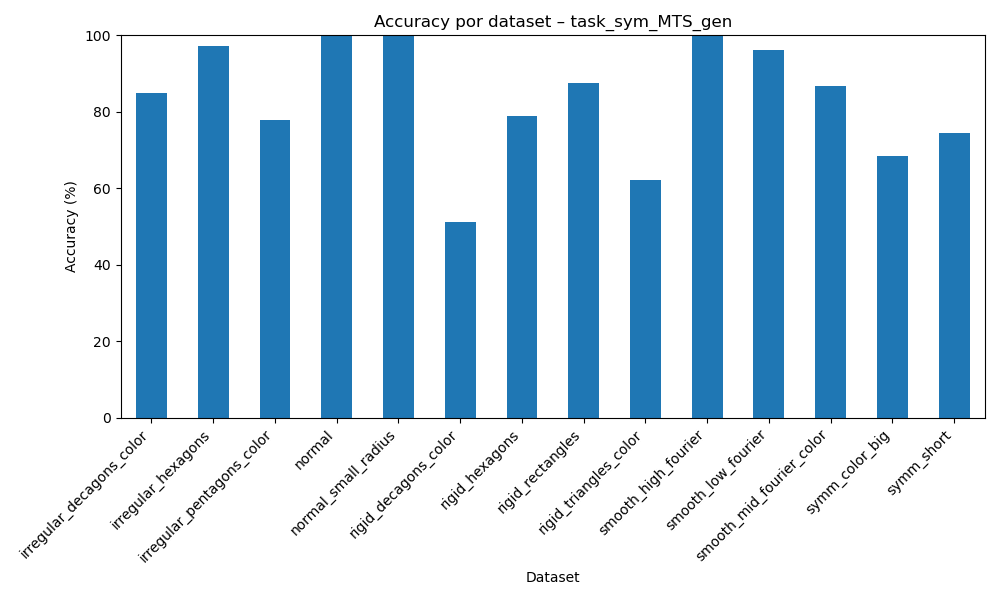 Accuracy por dataset – task_sym_MTS_gen
Accuracy (%)
100
80
60
40
20
0
irregular_decagons_color
irregular_hexagons
irregular_pentagons_color
normal
normal_small_radius
rigid_decagons_color
rigid_hexagons
rigid_rectangles
rigid_triangles_color
smooth_high_fourier
smooth_low_fourier
smooth_mid_fourier_color
symm_color_big
symm_short
Dataset